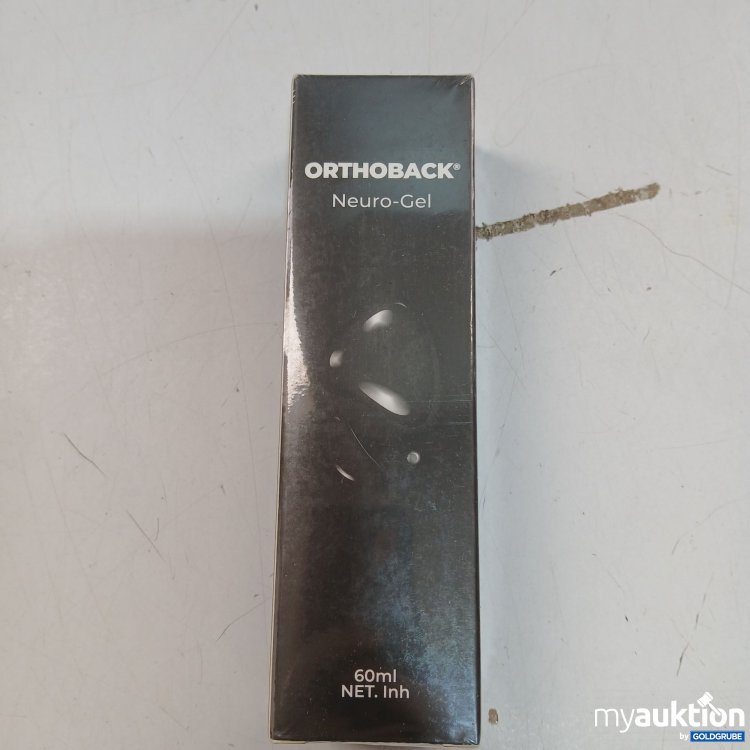 ORTHOBACK®
Neuro-Gel
60ml
NET. Inh
myauktion
by GOLDGRUBE